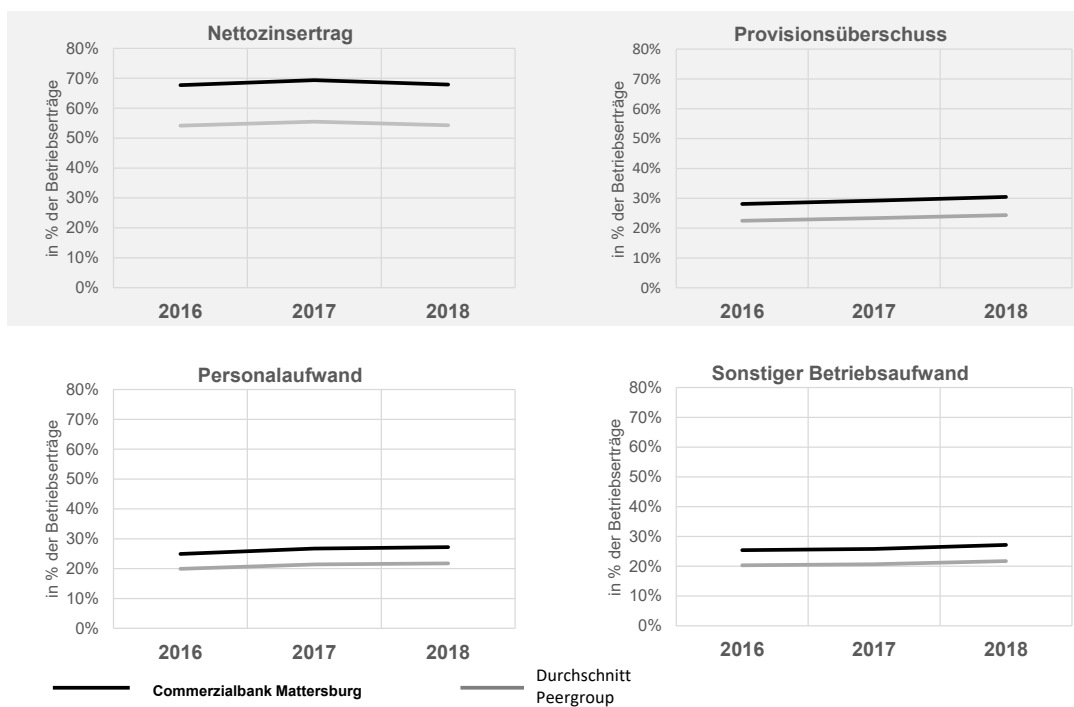 Nettozinsertrag
in % der Betriebserträge
80%
70%
60%
50%
40%
30%
20%
10%
0%
2016 2017 2018
Provisionsüberschuss
in % der Betriebserträge
80%
70%
60%
50%
40%
30%
20%
10%
0%
2016 2017 2018
Personalaufwand
in % der Betriebserträge
80%
70%
60%
50%
40%
30%
20%
10%
0%
2016 2017 2018
Sonstiger Betriebsaufwand
in % der Betriebserträge
80%
70%
60%
50%
40%
30%
20%
10%
0%
2016 2017 2018
Commerzialbank Mattersburg
Durchschnitt
Peergroup